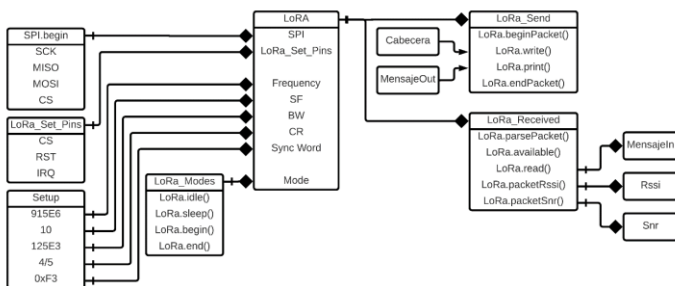 SPI.begin
SCK
MISO
MOSI
CS
LoRa_Set_Pins
CS
RST
IRQ
Setup
915E6
10
125E3
4/5
0xF3
LoRa_Modes
LoRa.idle()
LoRa.sleep()
LoRa.begin()
LoRa.end()
LoRA
SPI
LoRa_Set_Pins
Frequency
SF
BW
CR
Sync Word
Mode
Cabecera
MensajeOut
LoRa_Send
LoRa.beginPacket()
LoRa.write()
LoRa.print()
LoRa.endPacket()
LoRa_Received
LoRa.parsePacket()
LoRa.available()
LoRa.read()
LoRa.packetRssi()
LoRa.packetSnr()
MensajeIn
Rssi
Snr